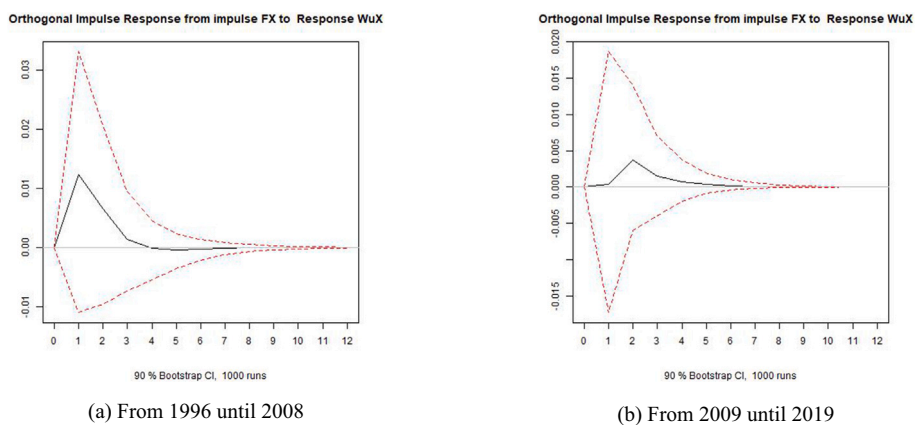 Orthogonal Impulse Response from impulse FX to Response WuX
0.03
0.02
0.01
0.00
-0.01
0 1 2 3 4 5 6 7 8 9 10 11 12
90 % Bootstrap CI, 1000 runs
(a) From 1996 until 2008
Orthogonal Impulse Response from impulse FX to Response WuX
0.020
0.015
0.010
0.005
0.000
-0.005
-0.015
0 1 2 3 4 5 6 7 8 9 10 11 12
90 % Bootstrap CI, 1000 runs
(b) From 2009 until 2019